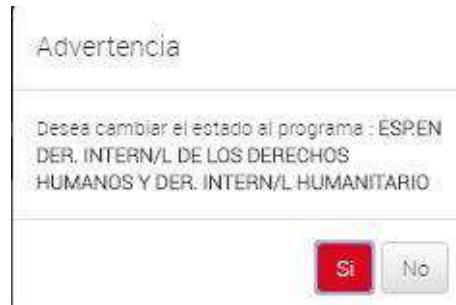 Advertencia
Desea cambiar el estado al programa : ESP.EN
DER. INTERN/L DE LOS DERECHOS
HUMANOS Y DER. INTERN/L HUMANITARIO
Si
No